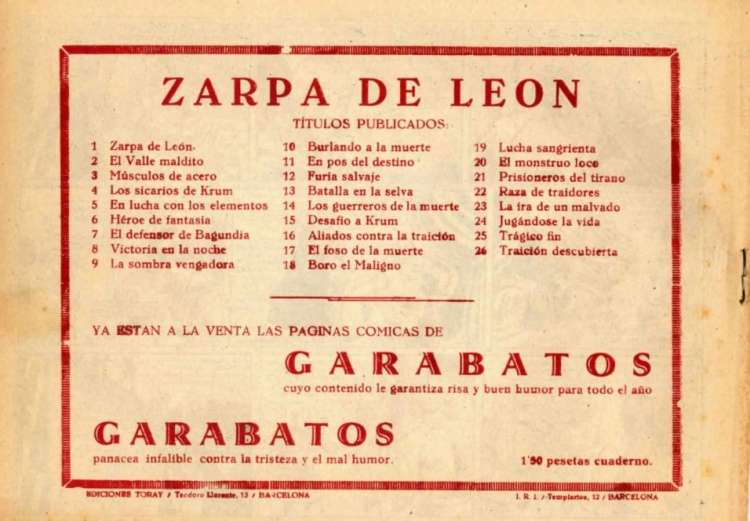 ZARPA DE LEON
TÍTULOS PUBLICADOS:
1 Zarpa de León
2 El Valle maldito
3 Músculos de acero
4 Los sicarios de Krum
5 En lucha con los elementos
6 Héroe de fantasía
7 El defensor de Bagundia
8 Victoria en la noche
9 La sombra vengadora
10 Burlando a la muerte
11 En pos del destino
12 Furia salvaje
13 Batalla en la selva
14 Los guerreros de la muerte
15 Desafio a Krum
16 Aliados contra la traición
17 El foso de la muerte
18 Boro el Maligno
19 Lucha sangrienta
20 El monstruo loco
21 Prisioneros del tirano
22 Raza de traidores
23 La ira de un malvado
24 Jugándose la vida
25 Trágico fin
26 Traición descubierta
YA ESTAN A LA VENTA LAS PAGINAS COMICAS DE
GARABATOS
cuyo contenido le garantiza risa y buen humor para todo el año
GARABATOS
panacea infalible contra la tristeza y el mal humor.
1'50 pesetas cuaderno.
EDICIONES TORAY / Teodoro Llorente, 13 / BARCELONA
I. R. I. / Templarios, 12 / BARCELONA